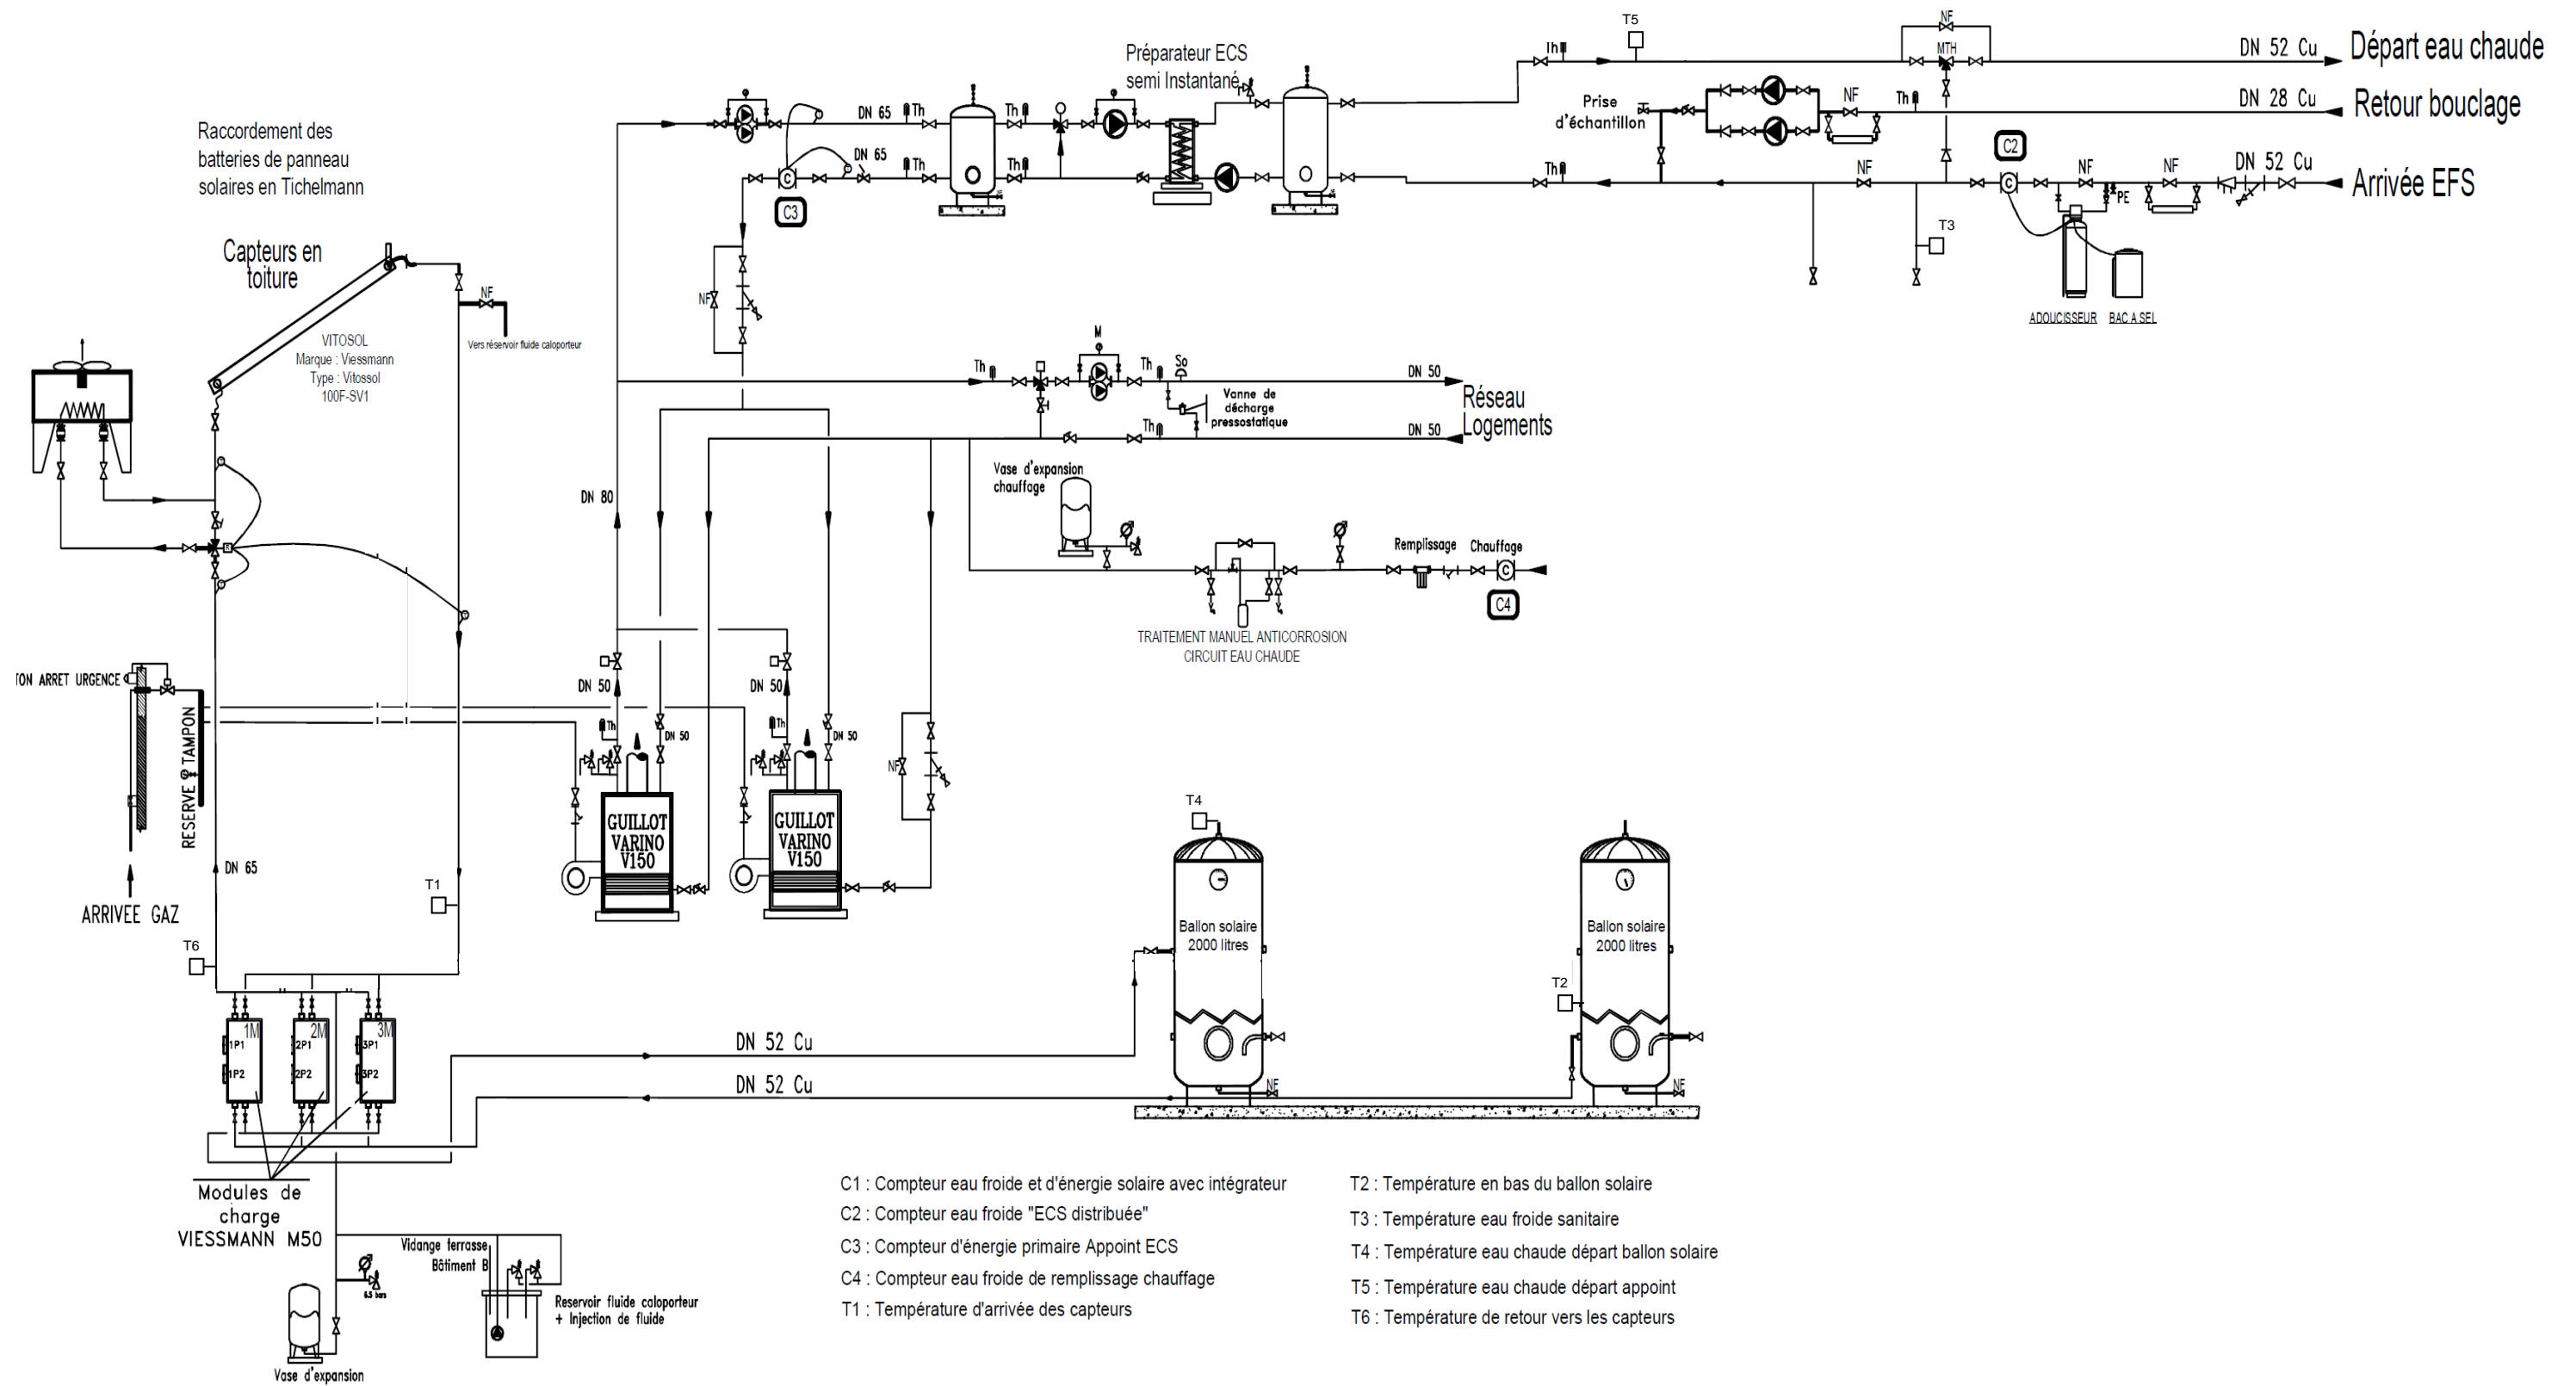 T5
NF
MTH
Th
DN 52 Cu
Départ eau chaude
Préparateur ECS
semi Instantané
Prise
d'échantillon
NF
Th
DN 28 Cu
Retour bouclage
DN 65
Th
Th
Raccordement des
batteries de panneau
solaires en Tichelmann
DN 65
Th
Th
C3
Th
NF
C2
C
NF
NF
PE
DN 52 Cu
Arrivée EFS
C
T3
ADOUCISSEUR
BAC A SEL
Capteurs en
toiture
NF
Vers réservoir fluide caloporteur
NF
VITOSOL
Marque : Viessmann
Type : Vitossol
100F-SV1
M
Th
Th
So
DN 50
Vanne de
décharge
pressostatique
Réseau
Logements
Th
DN 50
Vase d'expansion
chauffage
DN 80
Remplissage
Chauffage
C
C4
TRAITEMENT MANUEL ANTICORROSION
CIRCUIT EAU CHAUDE
R
TON ARRET URGENCE
RESERVE TAMPON
DN 50
DN 50
Th
Th
DN 50
DN 50
NF
GUILLOT
VARINO
V150
GUILLOT
VARINO
V150
DN 65
ARRIVEE GAZ
T1
T6
T4
Ballon solaire
2000 litres
NF
T2
Ballon solaire
2000 litres
NF
1M
1P1
1P2
2M
2P1
2P2
3M
3P1
3P2
DN 52 Cu
DN 52 Cu
Modules de
charge
VIESSMANN M50
Vidange terrasse
Bâtiment B
6.5 bars
Reservoir fluide caloporteur
+ Injection de fluide
Vase d'expansion
C1 : Compteur eau froide et d'énergie solaire avec intégrateur
C2 : Compteur eau froide "ECS distribuée"
C3 : Compteur d'énergie primaire Appoint ECS
C4 : Compteur eau froide de remplissage chauffage
T1 : Température d'arrivée des capteurs
T2 : Température en bas du ballon solaire
T3 : Température eau froide sanitaire
T4 : Température eau chaude départ ballon solaire
T5 : Température eau chaude départ appoint
T6 : Température de retour vers les capteurs